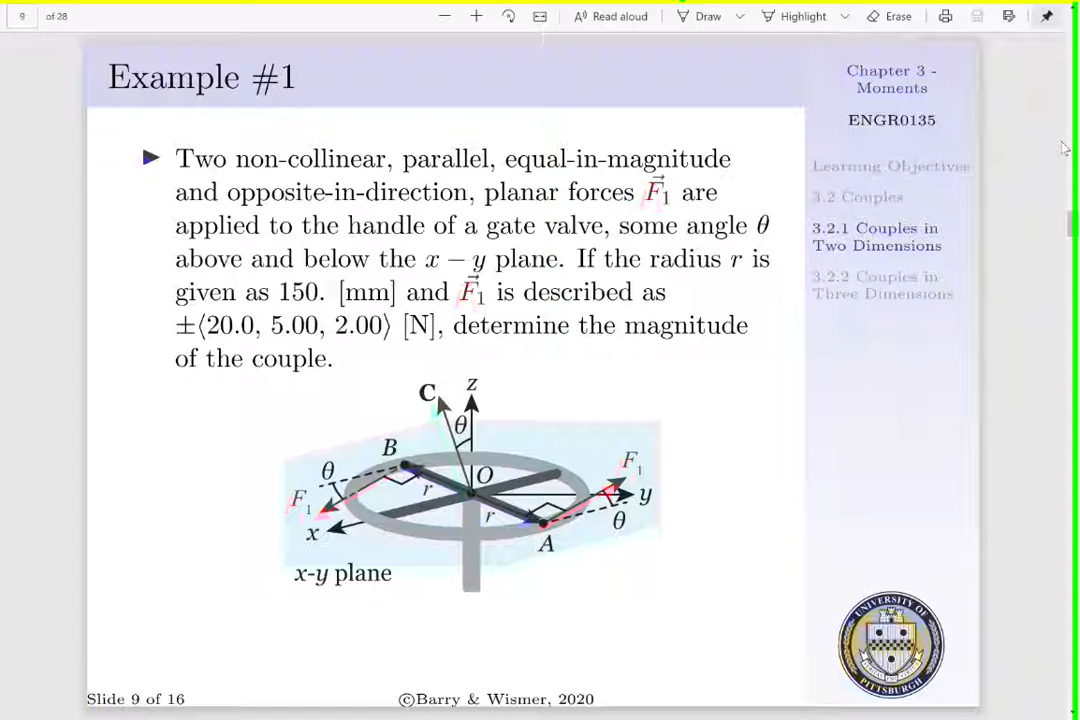 9 of 28
Read aloud Draw Highlight Erase
Example #1
Two non-collinear, parallel, equal-in-magnitude
and opposite-in-direction, planar forces F⃗₁ are
applied to the handle of a gate valve, some angle θ
above and below the x − y plane. If the radius r is
given as 150. [mm] and F⃗₁ is described as
±⟨20.0, 5.00, 2.00⟩ [N], determine the magnitude
of the couple.
C
z
θ
B
O
θ
F₁
r
F₁
y
x
r
θ
A
x-y plane
Slide 9 of 16
©Barry & Wismer, 2020
Chapter 3 -
Moments
ENGR0135
Learning Objectives
3.2 Couples
3.2.1 Couples in
Two Dimensions
3.2.2 Couples in
Three Dimensions
UNIVERSITY OF
PITTSBURGH